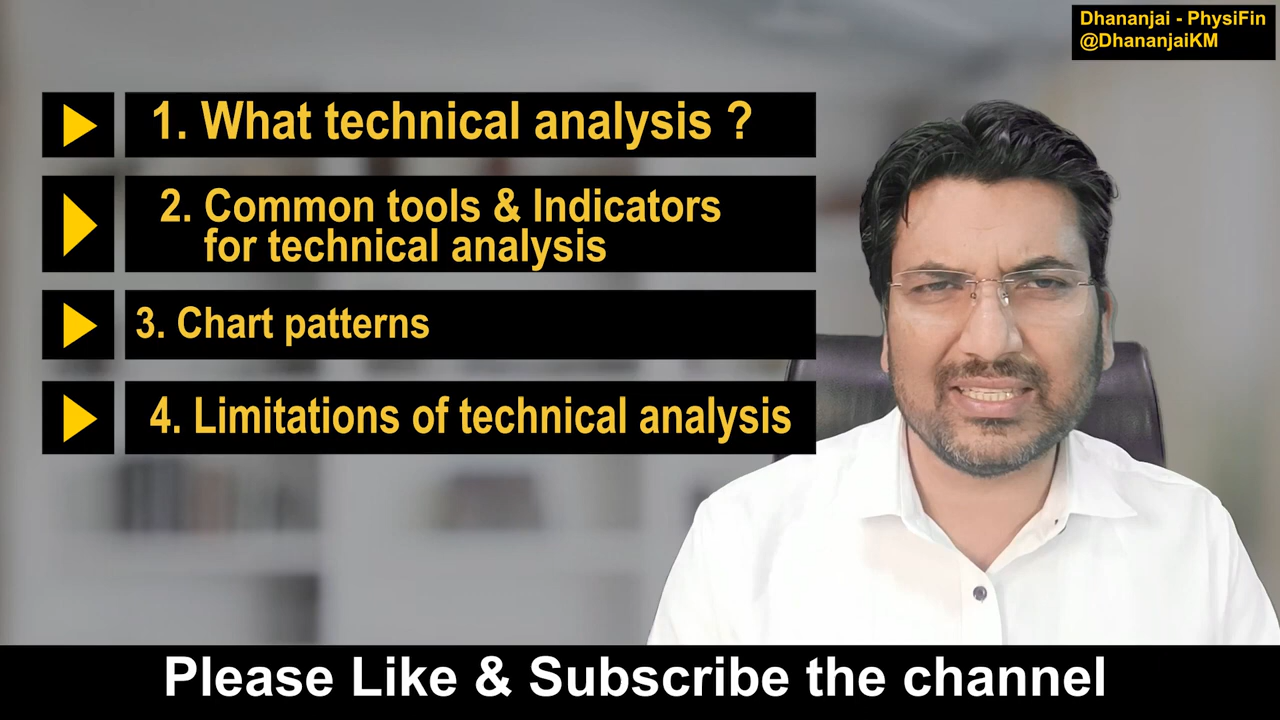 Dhananjai - PhysiFin
@DhananjaiKM
1. What technical analysis ?
2. Common tools & Indicators
for technical analysis
3. Chart patterns
4. Limitations of technical analysis
Please Like & Subscribe the channel